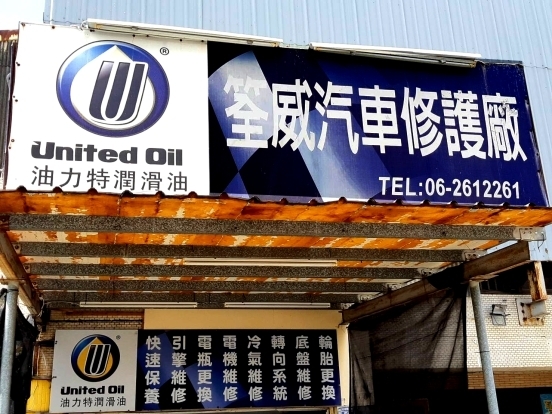 ®
United Oil
油力特潤滑油
筌威汽車修護廠
TEL:06-2612261
United Oil
油力特潤滑油
快速保養
引擎維修
電瓶更換
電機維修
冷氣維修
轉向系統
底盤維修
輪胎更換